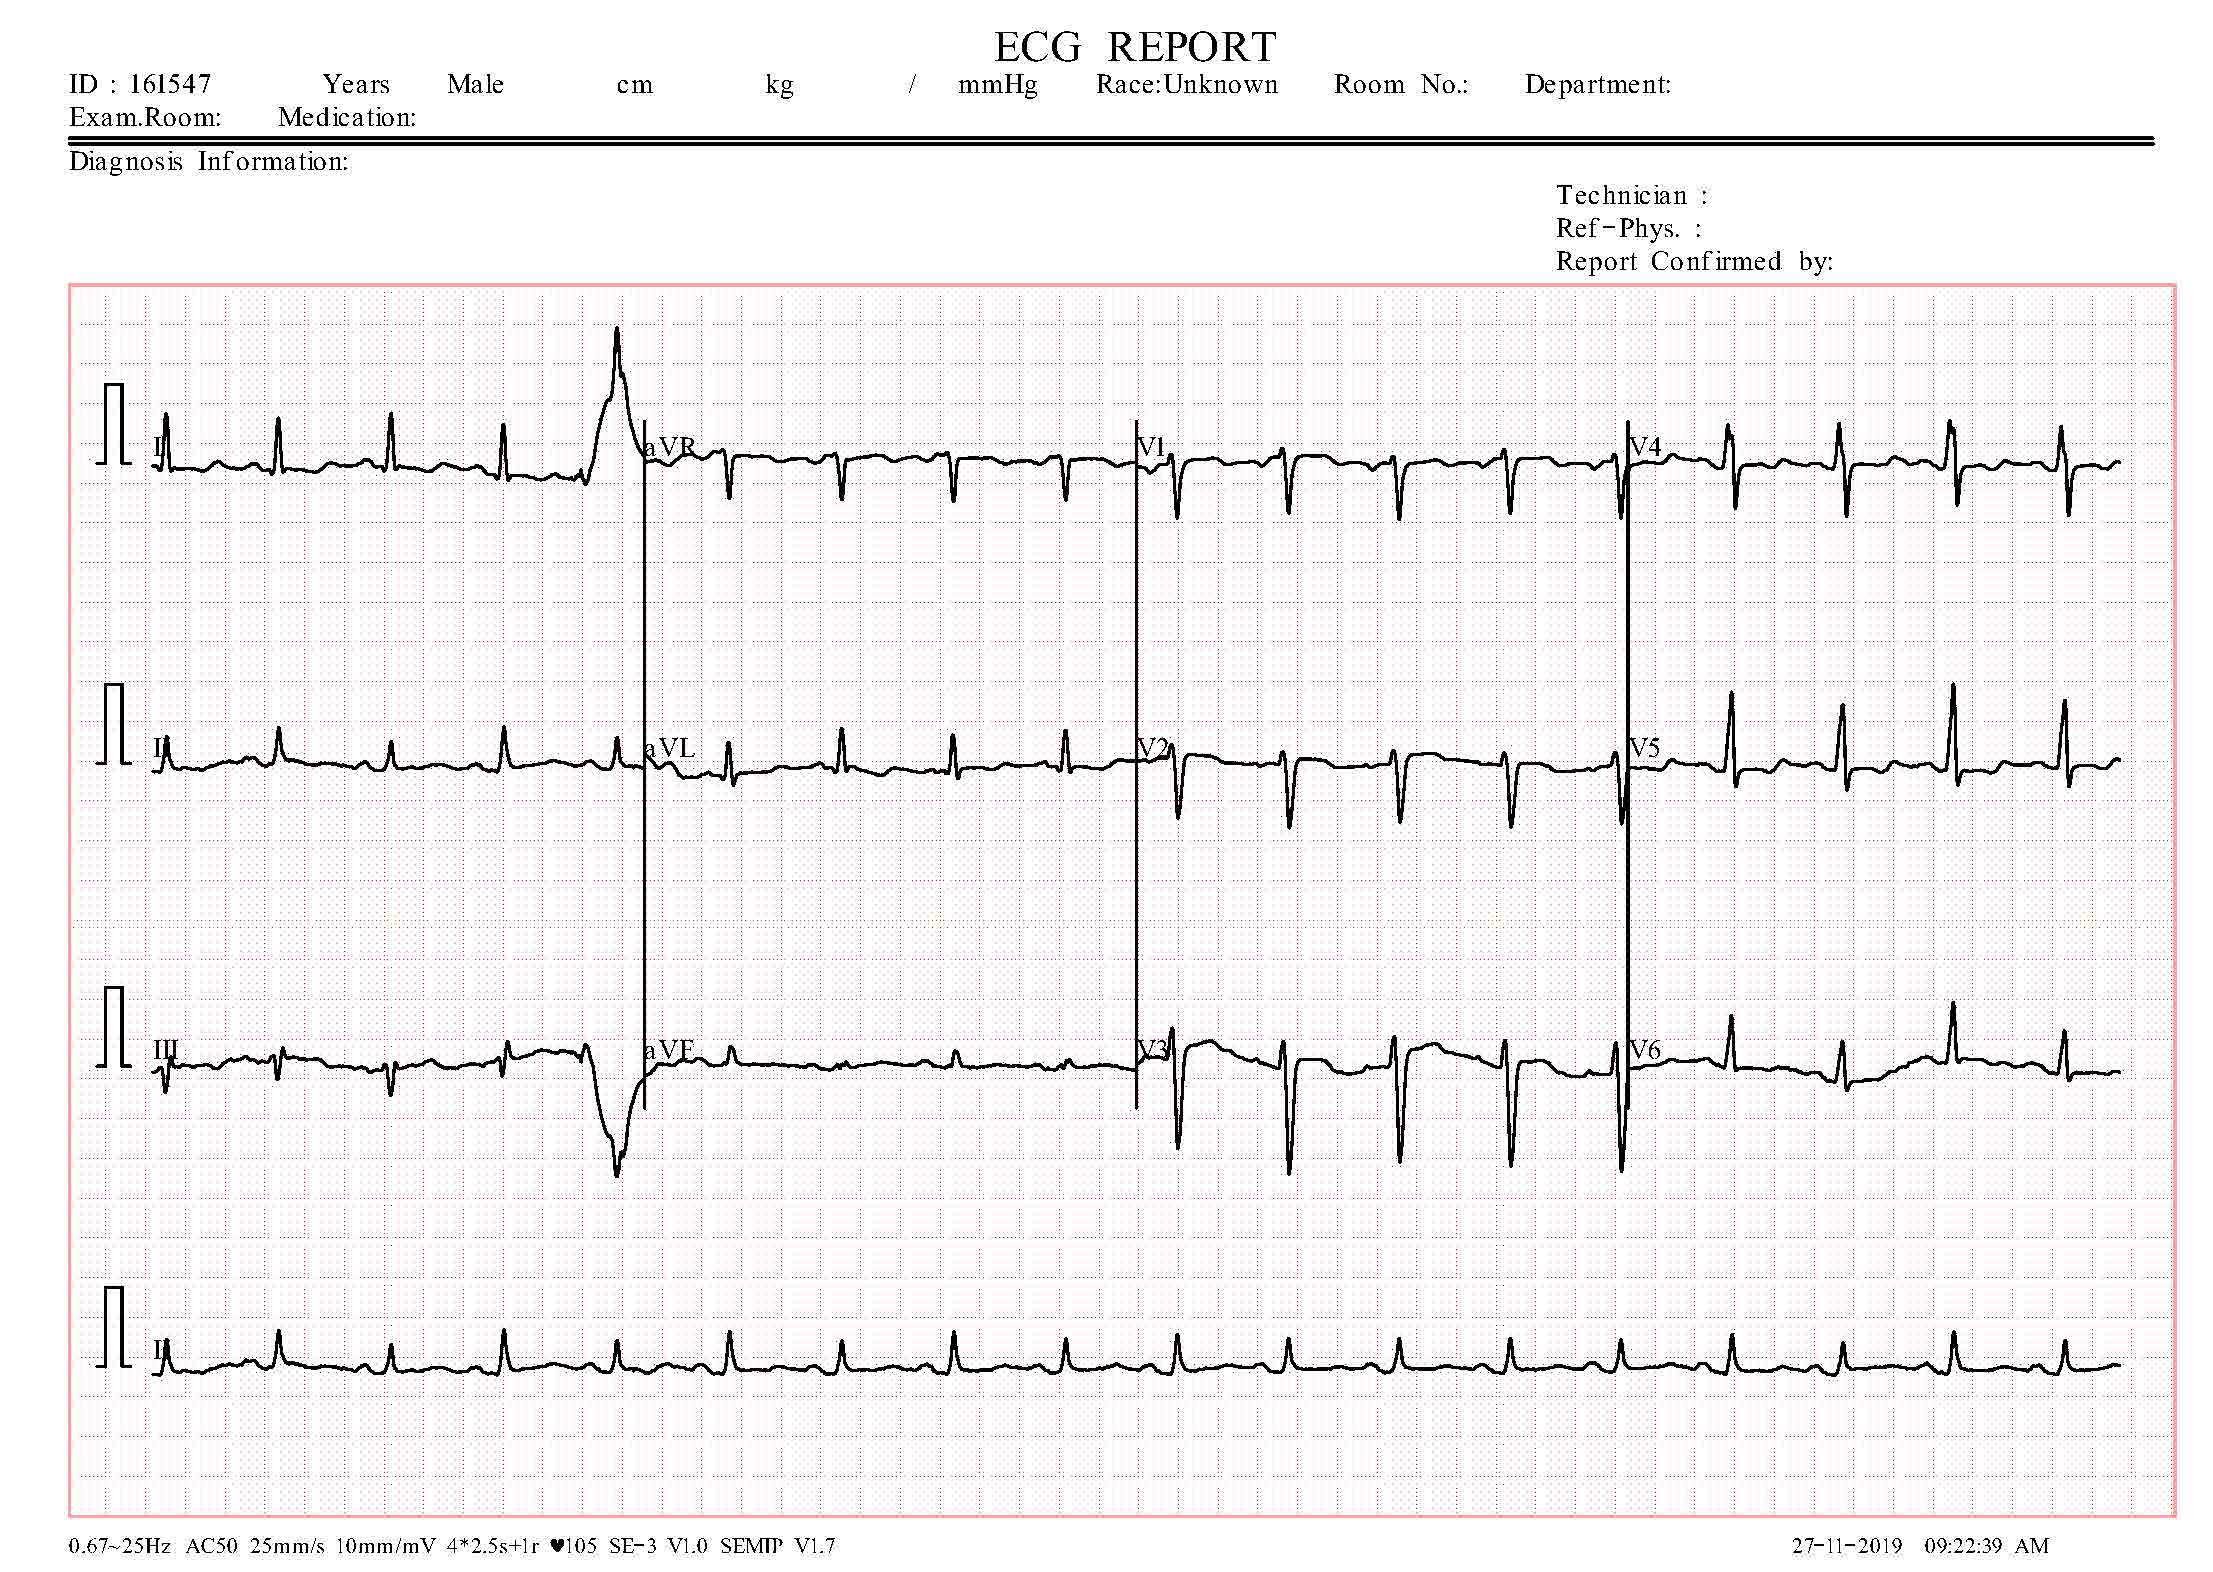 ECG REPORT
ID : 161547 Years Male cm kg / mmHg Race:Unknown Room No.: Department:
Exam.Room: Medication:
Diagnosis Information:
Technician :
Ref-Phys. :
Report Confirmed by:
I aVR V1 V4
II aVL V2 V5
III aVF V3 V6
II
0.67~25Hz AC50 25mm/s 10mm/mV 4*2.5s+1r ♥105 SE-3 V1.0 SEMIP V1.7
27-11-2019 09:22:39 AM